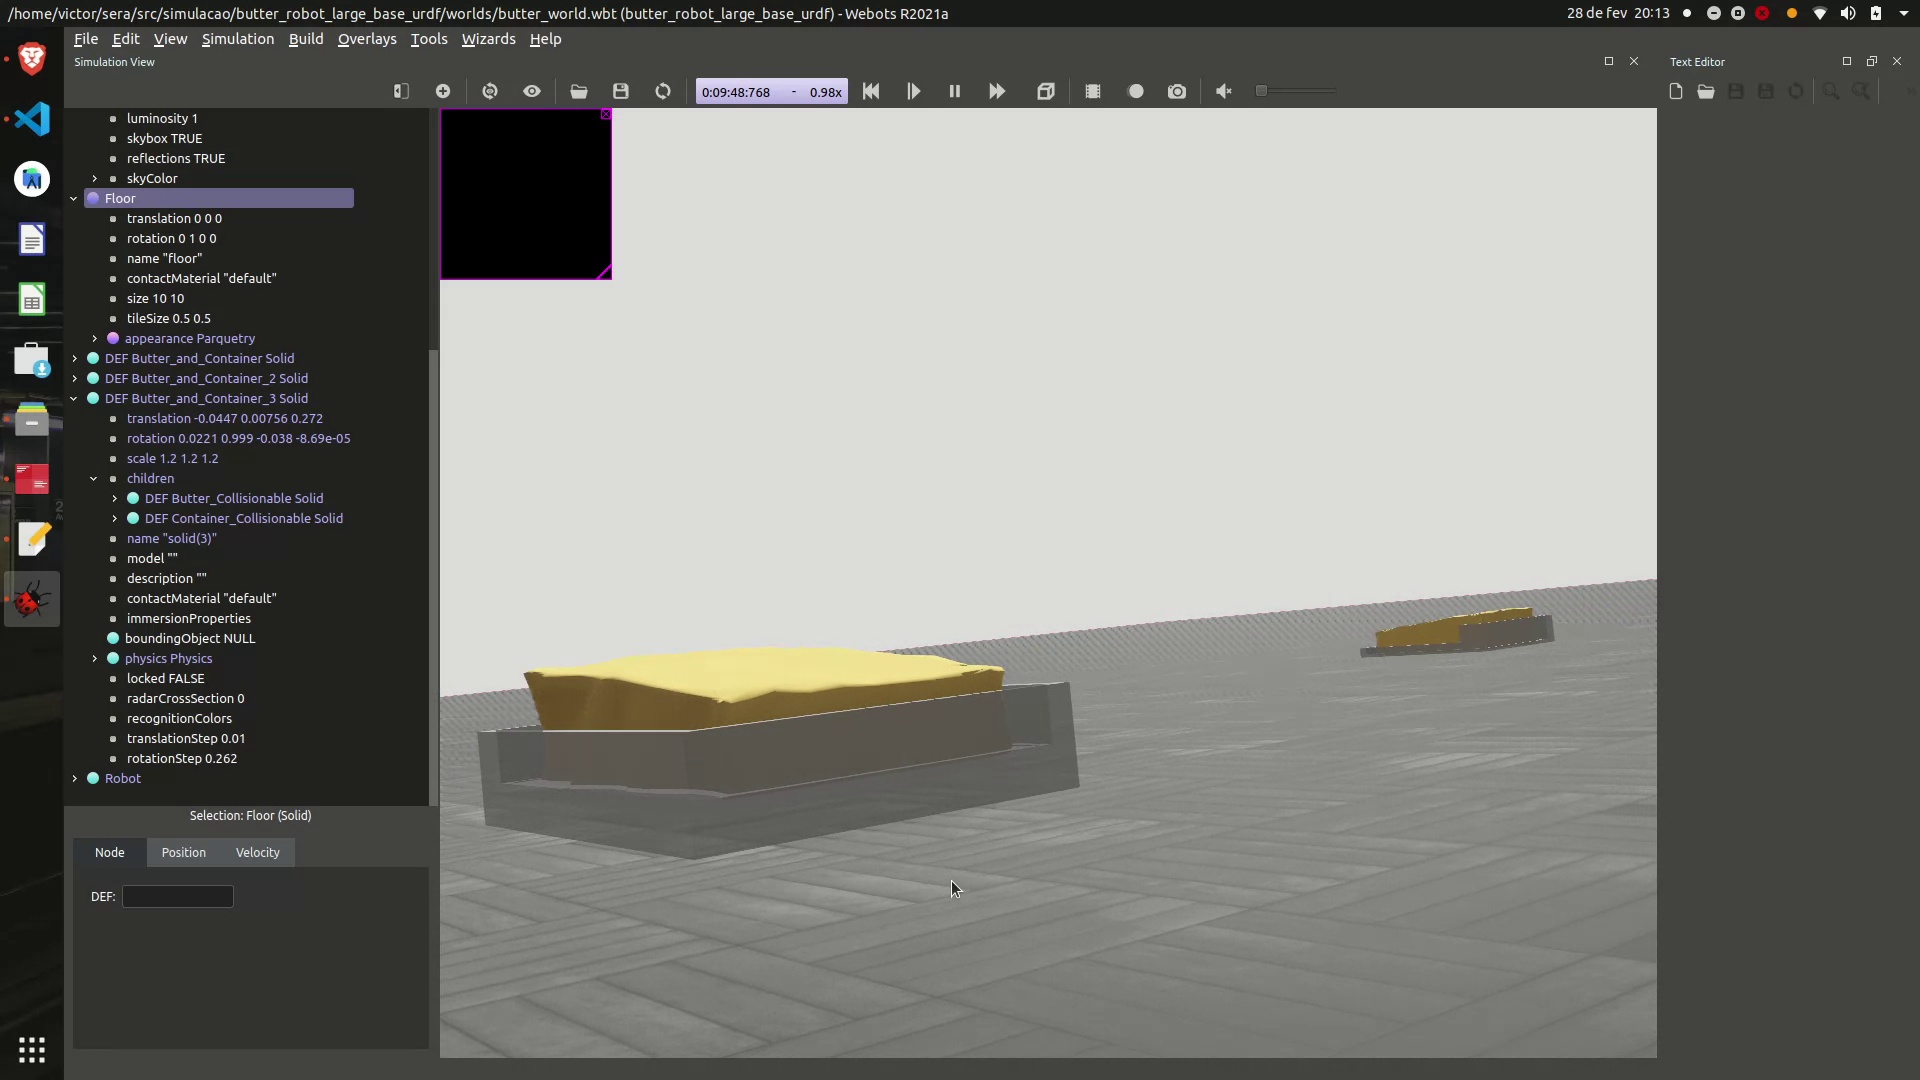 /home/victor/sera/src/simulacao/butter_robot_large_base_urdf/worlds/butter_world.wbt (butter_robot_large_base_urdf) - Webots R2021a
28 de fev 20:13
File Edit View Simulation Build Overlays Tools Wizards Help
Simulation View
Text Editor
0:09:48:768 - 0.98x
luminosity 1
skybox TRUE
reflections TRUE
skyColor
Floor
translation 0 0 0
rotation 0 1 0 0
name "floor"
contactMaterial "default"
size 10 10
tileSize 0.5 0.5
appearance Parquetry
DEF Butter_and_Container Solid
DEF Butter_and_Container_2 Solid
DEF Butter_and_Container_3 Solid
translation -0.0447 0.00756 0.272
rotation 0.0221 0.999 -0.038 -8.69e-05
scale 1.2 1.2 1.2
children
DEF Butter_Collisionable Solid
DEF Container_Collisionable Solid
name "solid(3)"
model ""
description ""
contactMaterial "default"
immersionProperties
boundingObject NULL
physics Physics
locked FALSE
radarCrossSection 0
recognitionColors
translationStep 0.01
rotationStep 0.262
Robot
Selection: Floor (Solid)
Node Position Velocity
DEF: